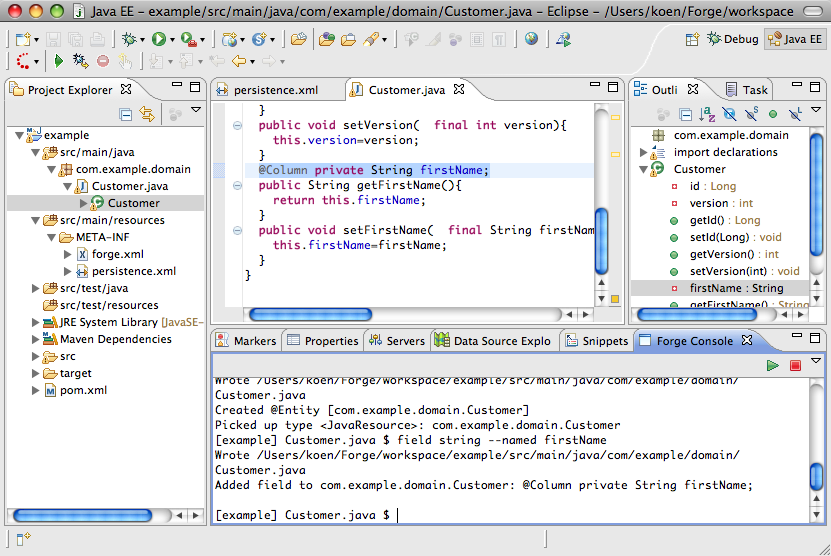 Java EE – example/src/main/java/com/example/domain/Customer.java – Eclipse – /Users/koen/Forge/workspace
Debug
Java EE
Project Explorer
example
src/main/java
com.example.domain
Customer.java
Customer
src/main/resources
META-INF
forge.xml
persistence.xml
src/test/java
src/test/resources
JRE System Library [JavaSE-
Maven Dependencies
src
target
pom.xml
persistence.xml
Customer.java
}
public void setVersion(  final int version){
this.version=version;
}
@Column private String firstName;
public String getFirstName(){
return this.firstName;
}
public void setFirstName(  final String firstNam
this.firstName=firstName;
}
}
Outli
Task
com.example.domain
import declarations
Customer
id : Long
version : int
getId() : Long
setId(Long) : void
getVersion() : int
setVersion(int) : void
firstName : String
getFirstName() : String
Markers
Properties
Servers
Data Source Explo
Snippets
Forge Console
Wrote /Users/koen/Forge/workspace/example/src/main/java/com/example/domain/
Customer.java
Created @Entity [com.example.domain.Customer]
Picked up type <JavaResource>: com.example.domain.Customer
[example] Customer.java $ field string --named firstName
Wrote /Users/koen/Forge/workspace/example/src/main/java/com/example/domain/
Customer.java
Added field to com.example.domain.Customer: @Column private String firstName;
[example] Customer.java $